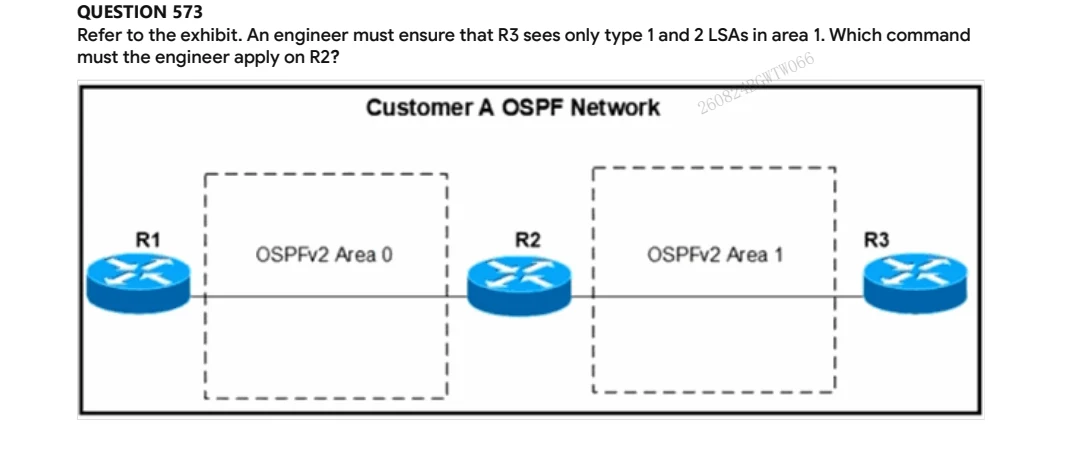 QUESTION 573
Refer to the exhibit. An engineer must ensure that R3 sees only type 1 and 2 LSAs in area 1. Which command
must the engineer apply on R2?
Customer A OSPF Network
R1
OSPFv2 Area 0
R2
OSPFv2 Area 1
R3